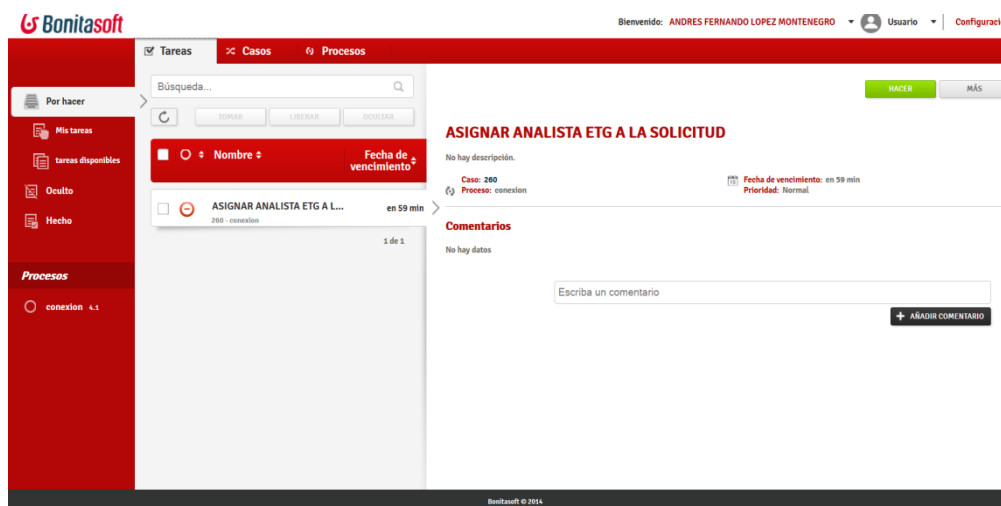 Bonitasoft
Bienvenido: ANDRES FERNANDO LOPEZ MONTENEGRO Usuario Configuraci
Tareas Casos Procesos
Por hacer
Mis tareas
tareas disponibles
Oculto
Hecho
Procesos
conexion 4.1
Búsqueda...
TOMAR LIBERAR OCULTAR
Nombre Fecha de
vencimiento
ASIGNAR ANALISTA ETG A L... en 59 min
260 - conexion
1 de 1
HACER MÁS
ASIGNAR ANALISTA ETG A LA SOLICITUD
No hay descripción.
Caso: 260 Fecha de vencimiento: en 59 min
Proceso: conexion Prioridad: Normal
Comentarios
No hay datos
Escriba un comentario
AÑADIR COMENTARIO
Bonitasoft © 2014